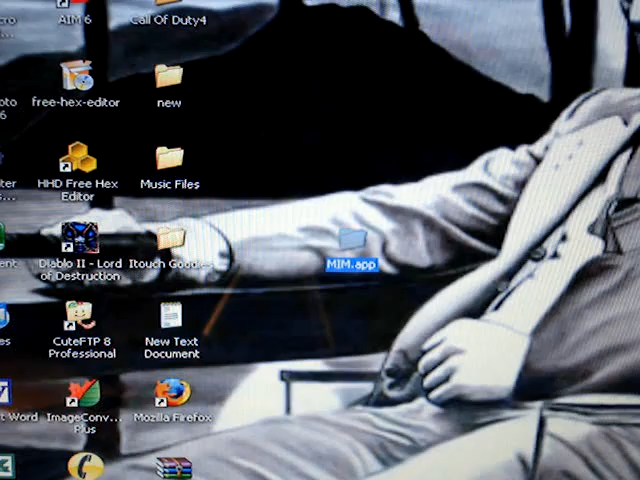 AIM 6
Call Of Duty4
free-hex-editor
new
HHD Free Hex
Editor
Music Files
Diablo II - Lord
of Destruction
Itouch Goodies
MIM.app
CuteFTP 8
Professional
New Text
Document
t Word
ImageConv...
Plus
Mozilla Firefox